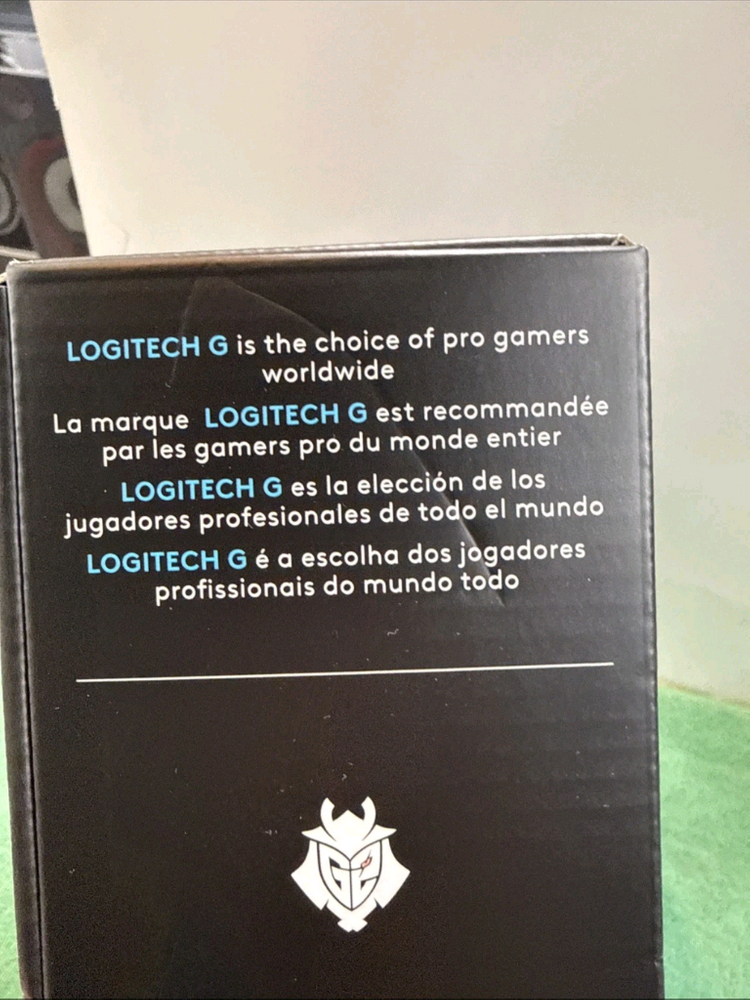 LOGITECH G is the choice of pro gamers
worldwide
La marque LOGITECH G est recommandée
par les gamers pro du monde entier
LOGITECH G es la elección de los
jugadores profesionales de todo el mundo
LOGITECH G é a escolha dos jogadores
profissionais do mundo todo
G2